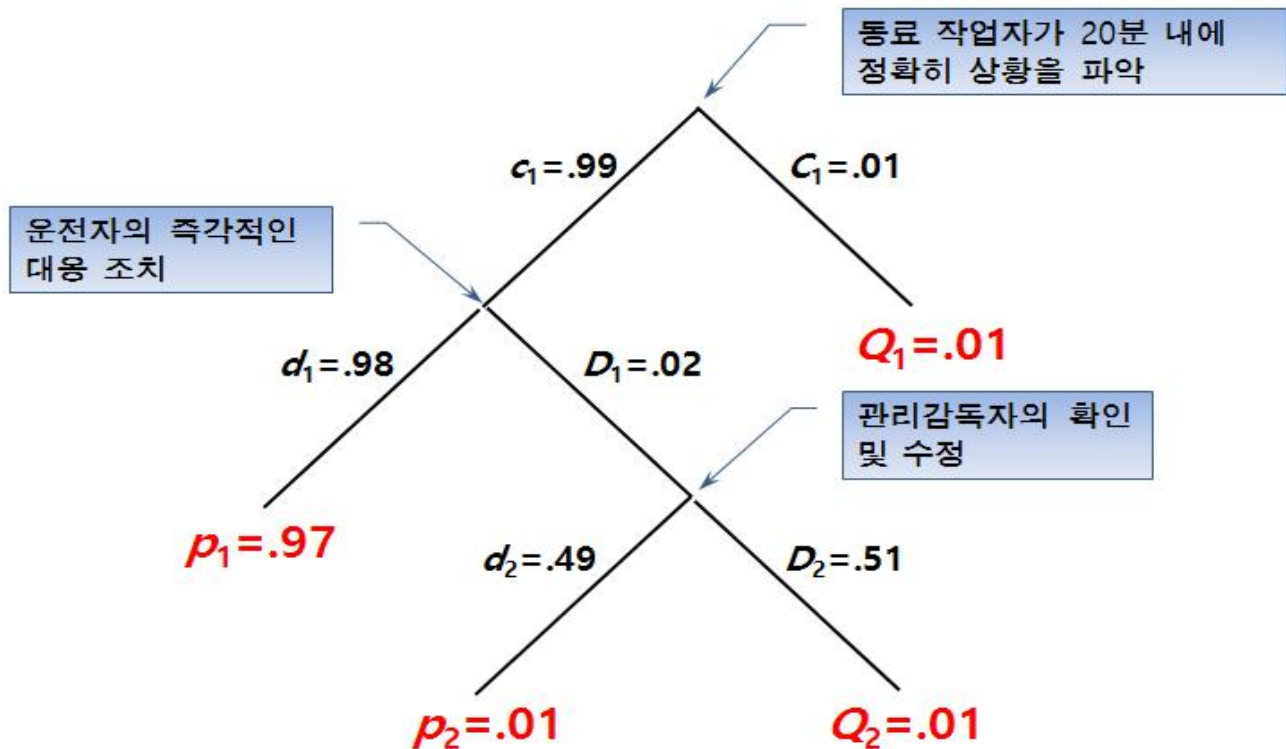 동료 작업자가 20분 내에
정확히 상황을 파악
c₁=.99
C₁=.01
운전자의 즉각적인
대응 조치
Q₁=.01
d₁=.98
D₁=.02
관리감독자의 확인
및 수정
p₁=.97
d₂=.49
D₂=.51
p₂=.01
Q₂=.01